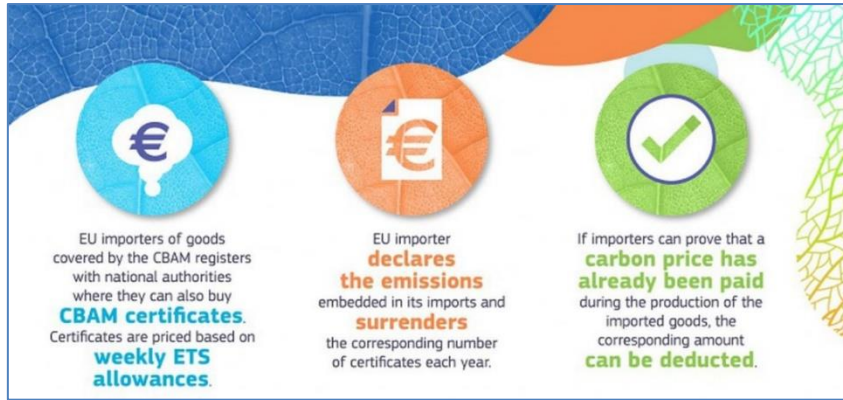 EU importers of goods
covered by the CBAM registers
with national authorities
where they can also buy
CBAM certificates.
Certificates are priced based on
weekly ETS
allowances.
EU importer
declares
the emissions
embedded in its imports and
surrenders
the corresponding number
of certificates each year.
If importers can prove that a
carbon price has
already been paid
during the production of the
imported goods, the
corresponding amount
can be deducted.